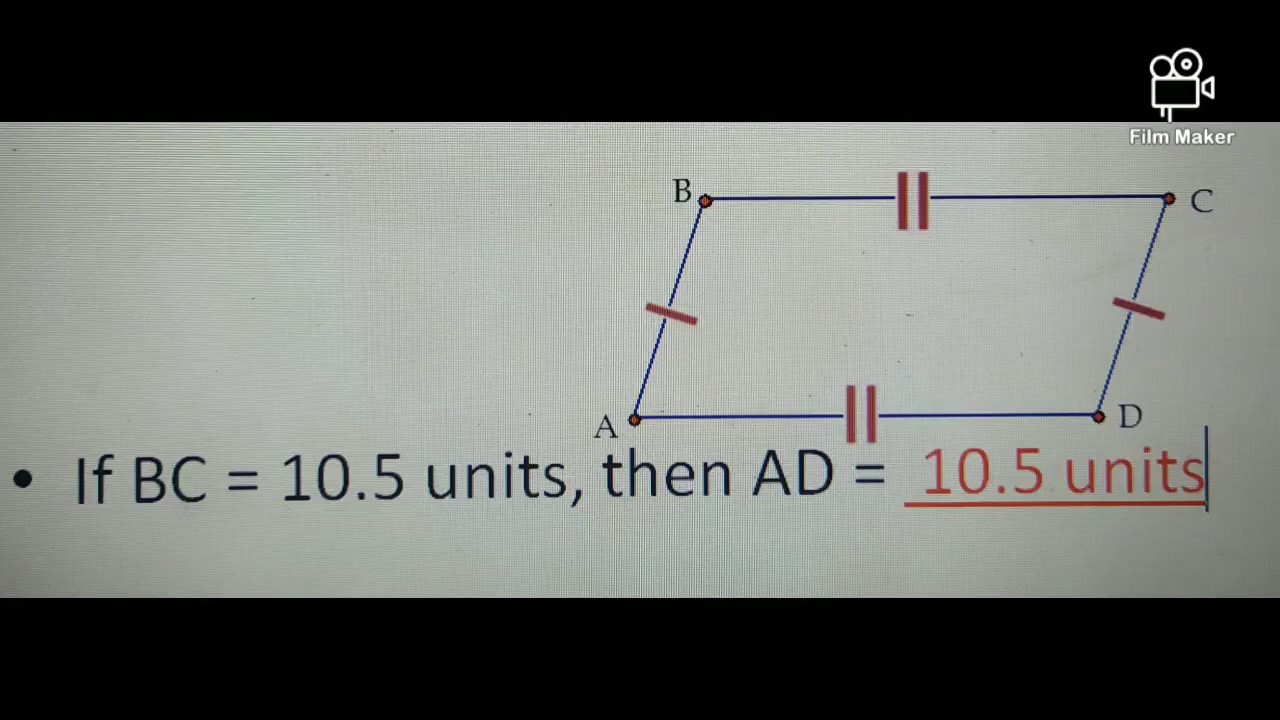 Film Maker
B
C
A
D
• If BC = 10.5 units, then AD = 10.5 units